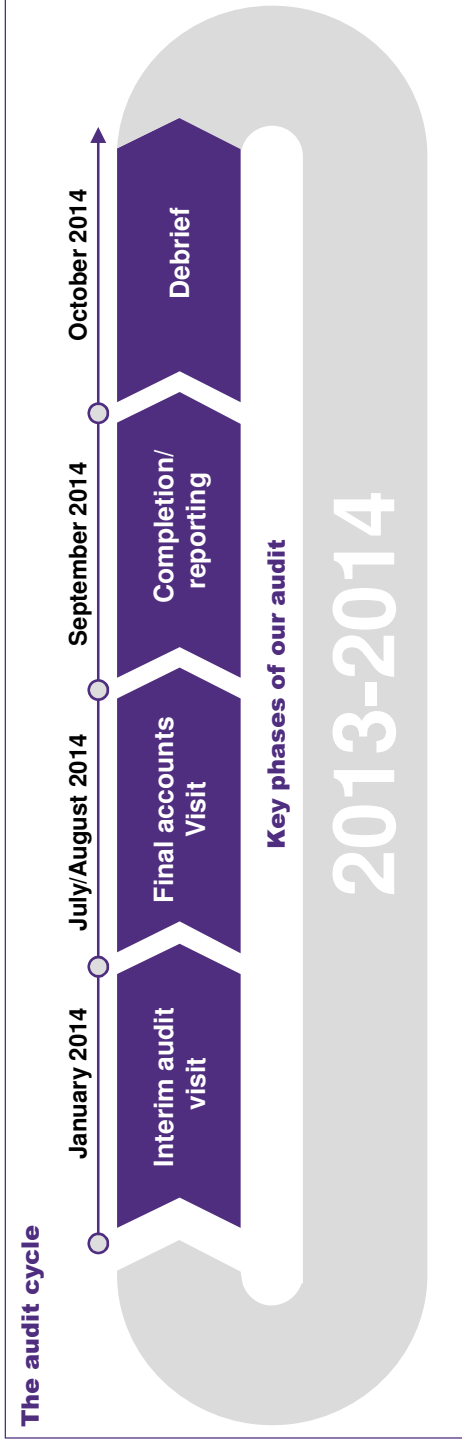 The audit cycle
January 2014
July/August 2014
September 2014
October 2014
Interim audit
visit
Final accounts
Visit
Completion/
reporting
Debrief
Key phases of our audit
2013-2014